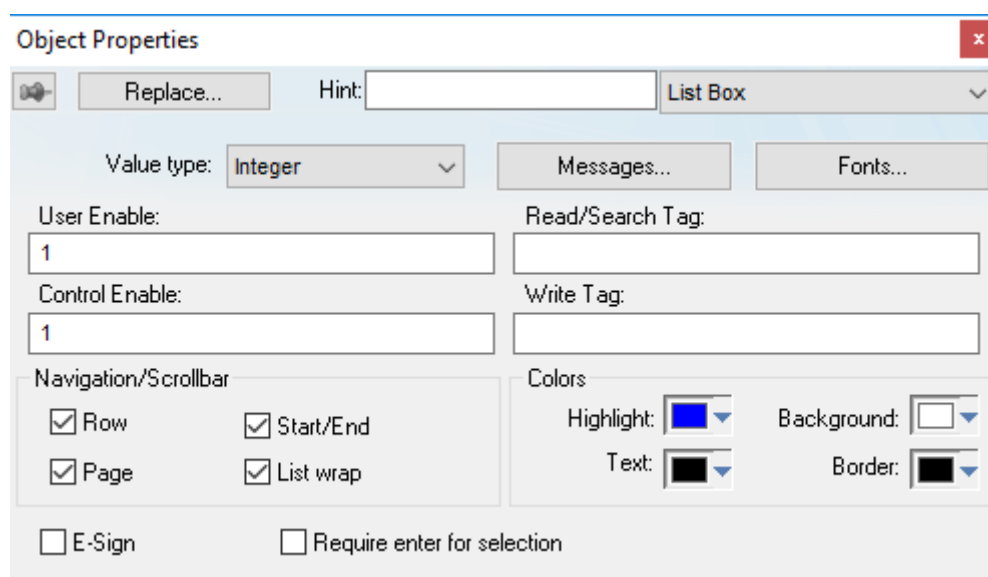 Object Properties
x
Replace... Hint: List Box
Value type: Integer Messages... Fonts...
User Enable: Read/Search Tag:
1
Control Enable: Write Tag:
1
Navigation/Scrollbar Colors
Row Start/End Highlight: Background:
Page List wrap Text: Border:
E-Sign Require enter for selection